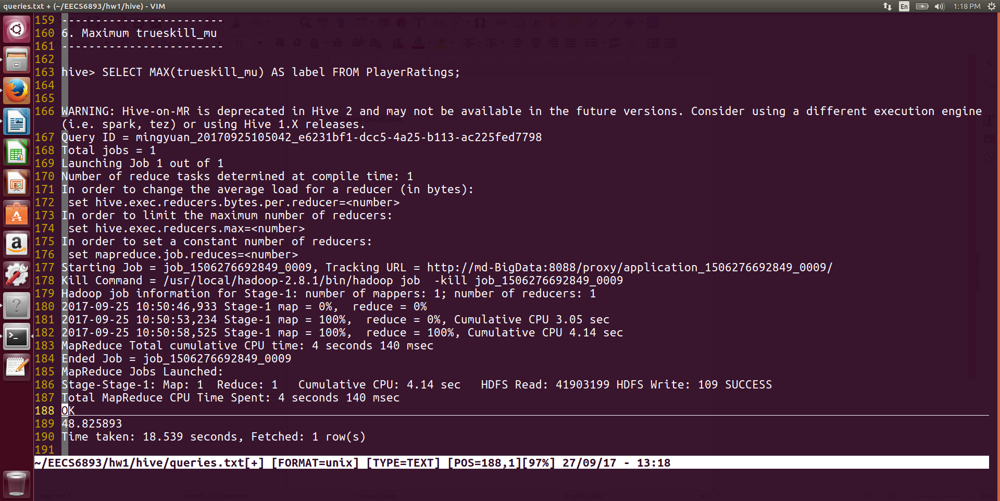 queries.txt + (~/EECS6893/hw1/hive) - VIM
En
1:18 PM
159 ------------------------
160 6. Maximum trueskill_mu
161 ------------------------
162
163 hive> SELECT MAX(trueskill_mu) AS label FROM PlayerRatings;
164
165
166 WARNING: Hive-on-MR is deprecated in Hive 2 and may not be available in the future versions. Consider using a different execution engine
(i.e. spark, tez) or using Hive 1.X releases.
167 Query ID = mingyuan_20170925105042_e6231bf1-dcc5-4a25-b113-ac225fed7798
168 Total jobs = 1
169 Launching Job 1 out of 1
170 Number of reduce tasks determined at compile time: 1
171 In order to change the average load for a reducer (in bytes):
172  set hive.exec.reducers.bytes.per.reducer=<number>
173 In order to limit the maximum number of reducers:
174  set hive.exec.reducers.max=<number>
175 In order to set a constant number of reducers:
176  set mapreduce.job.reduces=<number>
177 Starting Job = job_1506276692849_0009, Tracking URL = http://md-BigData:8088/proxy/application_1506276692849_0009/
178 Kill Command = /usr/local/hadoop-2.8.1/bin/hadoop job  -kill job_1506276692849_0009
179 Hadoop job information for Stage-1: number of mappers: 1; number of reducers: 1
180 2017-09-25 10:50:46,933 Stage-1 map = 0%,  reduce = 0%
181 2017-09-25 10:50:53,234 Stage-1 map = 100%,  reduce = 0%, Cumulative CPU 3.05 sec
182 2017-09-25 10:50:58,525 Stage-1 map = 100%,  reduce = 100%, Cumulative CPU 4.14 sec
183 MapReduce Total cumulative CPU time: 4 seconds 140 msec
184 Ended Job = job_1506276692849_0009
185 MapReduce Jobs Launched:
186 Stage-Stage-1: Map: 1  Reduce: 1   Cumulative CPU: 4.14 sec   HDFS Read: 41903199 HDFS Write: 109 SUCCESS
187 Total MapReduce CPU Time Spent: 4 seconds 140 msec
188 OK
189 48.825893
190 Time taken: 18.539 seconds, Fetched: 1 row(s)
191
~/EECS6893/hw1/hive/queries.txt[+] [FORMAT=unix] [TYPE=TEXT] [POS=188,1][97%] 27/09/17 - 13:18